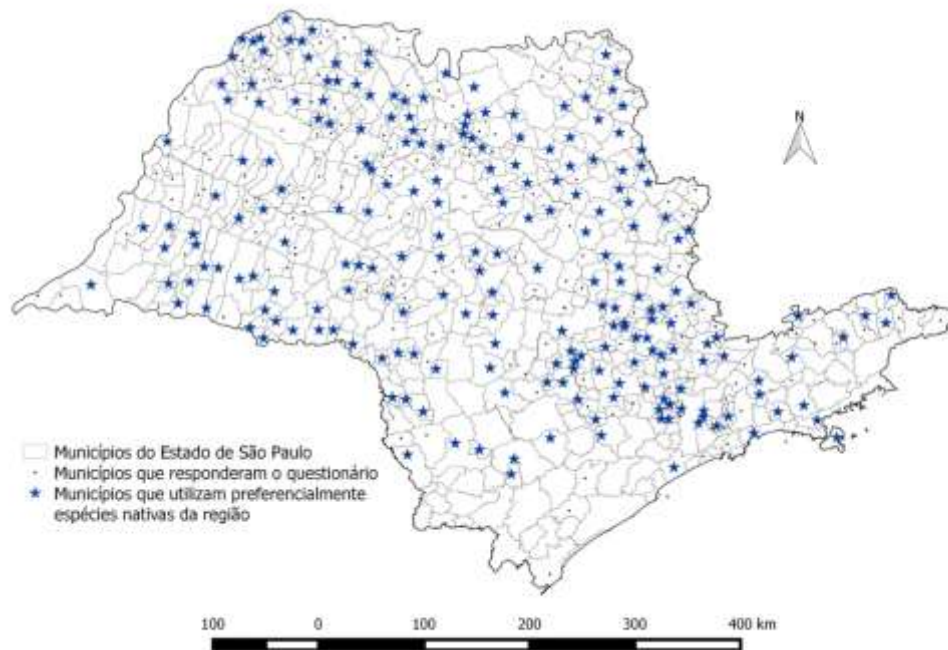 N
Municípios do Estado de São Paulo
Municípios que responderam o questionário
Municípios que utilizam preferencialmente
espécies nativas da região
100 0 100 200 300 400 km